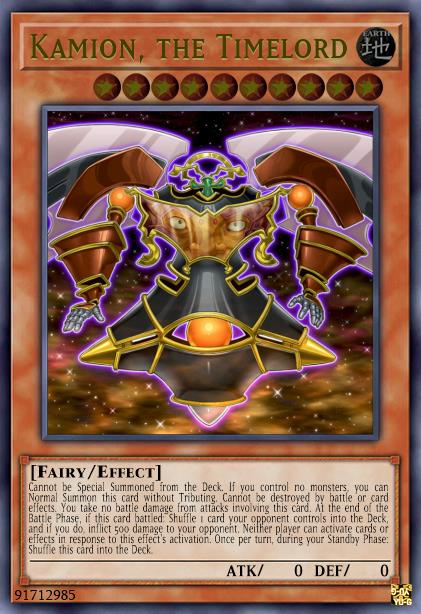 KAMION, THE TIMELORD
EARTH
地
[FAIRY/EFFECT]
Cannot be Special Summoned from the Deck. If you control no monsters, you can
Normal Summon this card without Tributing. Cannot be destroyed by battle or card
effects. You take no battle damage from attacks involving this card. At the end of the
Battle Phase, if this card battled: Shuffle 1 card your opponent controls into the Deck,
and if you do, inflict 500 damage to your opponent. Neither player can activate cards or
effects in response to this effect's activation. Once per turn, during your Standby Phase:
Shuffle this card into the Deck.
ATK/ 0 DEF/ 0
91712985